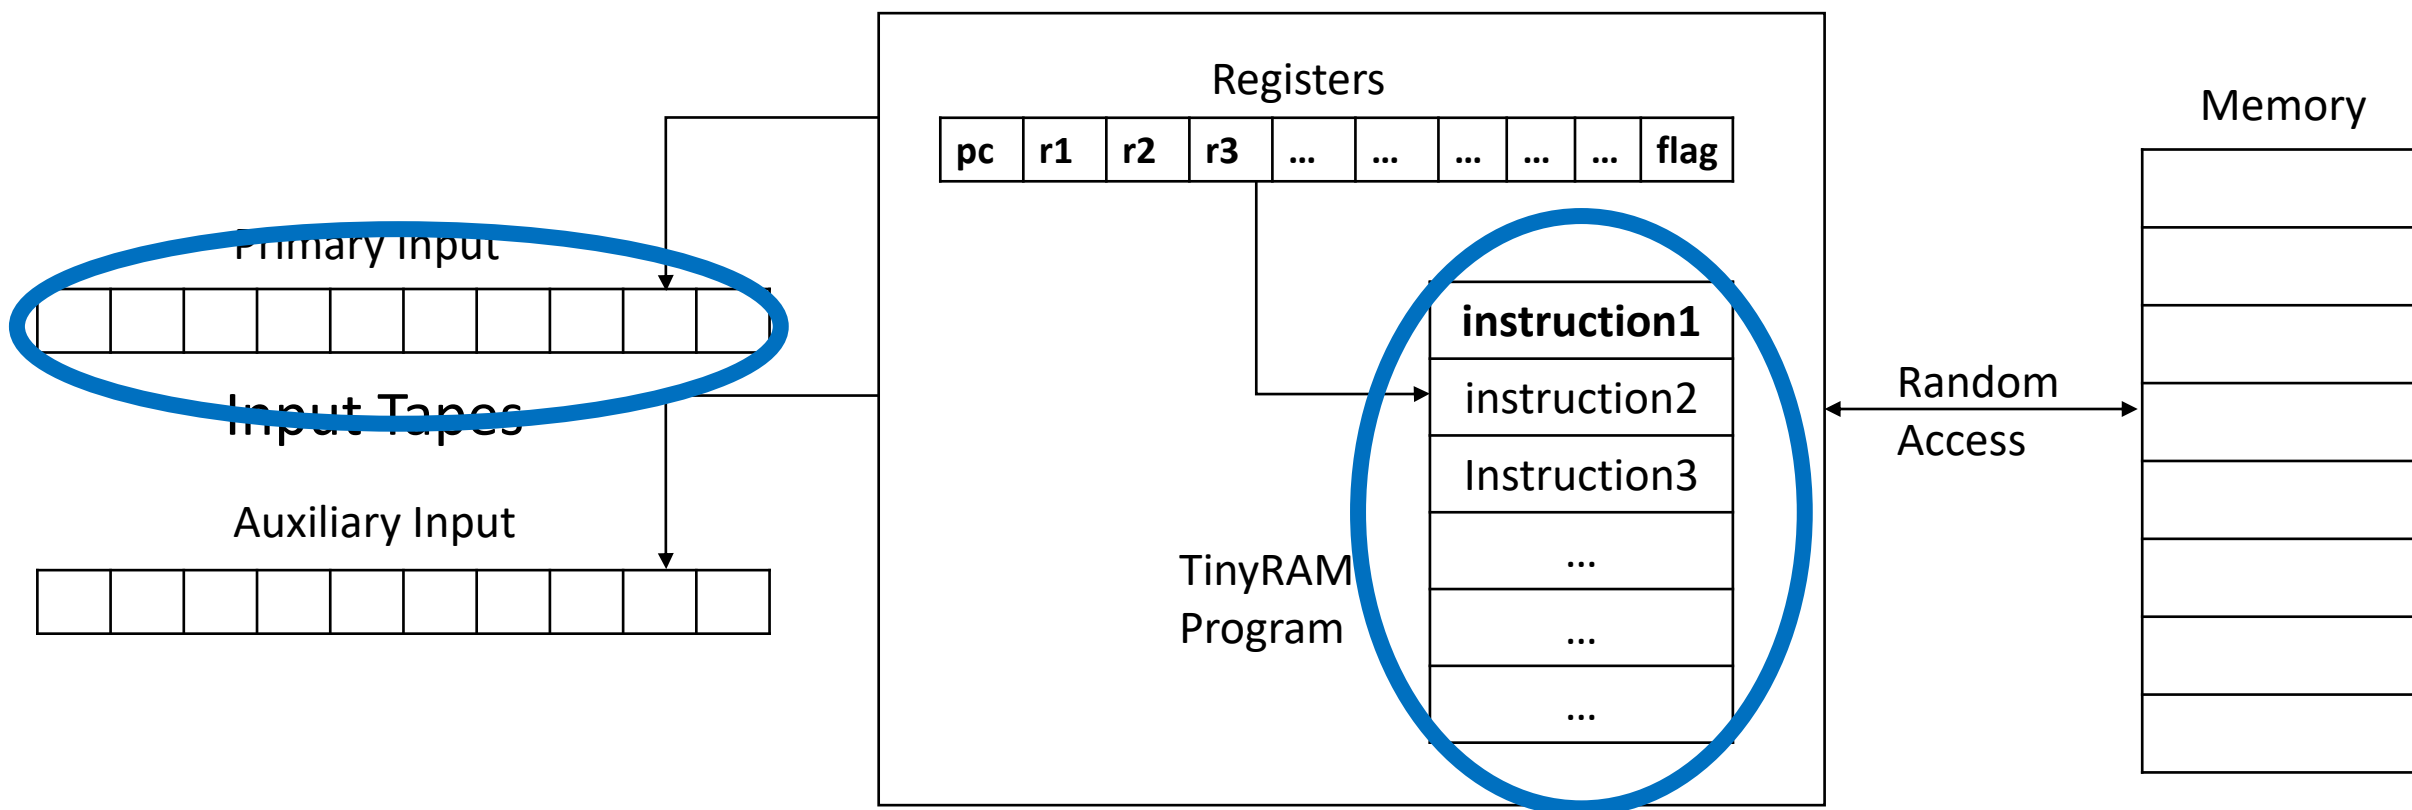 Registers
pc r1 r2 r3 ... ... ... ... ... flag
Memory
Primary Input
Input Tapes
Auxiliary Input
instruction1
instruction2
Instruction3
...
...
...
TinyRAM
Program
Random
Access